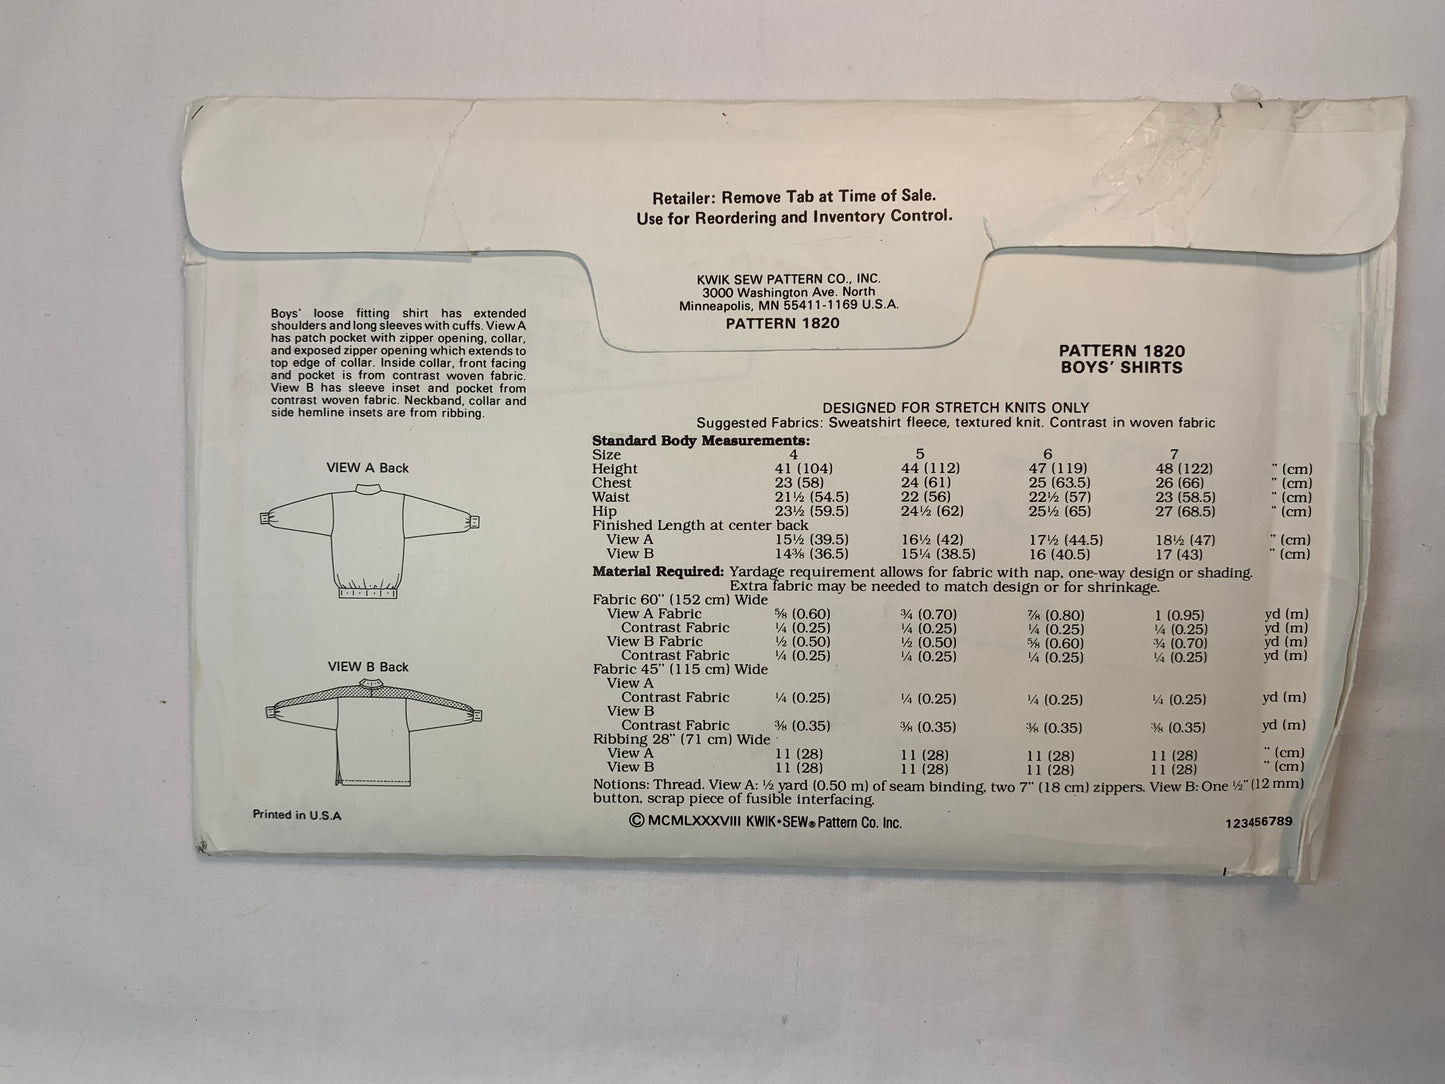 Retailer: Remove Tab at Time of Sale.
Use for Reordering and Inventory Control.
KWIK SEW PATTERN CO., INC.
3000 Washington Ave. North
Minneapolis, MN 55411-1169 U.S.A.
PATTERN 1820
Boys' loose fitting shirt has extended
shoulders and long sleeves with cuffs. View A
has patch pocket with zipper opening, collar,
and exposed zipper opening which extends to
top edge of collar. Inside collar, front facing
and pocket is from contrast woven fabric.
View B has sleeve inset and pocket from
contrast woven fabric. Neckband, collar and
side hemline insets are from ribbing.
VIEW A Back
VIEW B Back
Printed in U.S.A
PATTERN 1820
BOYS' SHIRTS
DESIGNED FOR STRETCH KNITS ONLY
Suggested Fabrics: Sweatshirt fleece, textured knit. Contrast in woven fabric
Standard Body Measurements:
Size 4 5 6 7
Height 41 (104) 44 (112) 47 (119) 48 (122) " (cm)
Chest 23 (58) 24 (61) 25 (63.5) 26 (66) " (cm)
Waist 21½ (54.5) 22 (56) 22½ (57) 23 (58.5) " (cm)
Hip 23½ (59.5) 24½ (62) 25½ (65) 27 (68.5) " (cm)
Finished Length at center back
View A 15½ (39.5) 16½ (42) 17½ (44.5) 18½ (47) " (cm)
View B 14⅜ (36.5) 15¼ (38.5) 16 (40.5) 17 (43) " (cm)
Material Required: Yardage requirement allows for fabric with nap, one-way design or shading.
Extra fabric may be needed to match design or for shrinkage.
Fabric 60" (152 cm) Wide
View A Fabric ⅝ (0.60) ¾ (0.70) ⅞ (0.80) 1 (0.95) yd (m)
Contrast Fabric ¼ (0.25) ¼ (0.25) ¼ (0.25) ¼ (0.25) yd (m)
View B Fabric ½ (0.50) ½ (0.50) ⅝ (0.60) ¾ (0.70) yd (m)
Contrast Fabric ¼ (0.25) ¼ (0.25) ¼ (0.25) ¼ (0.25) yd (m)
Fabric 45" (115 cm) Wide
View A
Contrast Fabric ¼ (0.25) ¼ (0.25) ¼ (0.25) ¼ (0.25) yd (m)
View B
Contrast Fabric ⅜ (0.35) ⅜ (0.35) ⅜ (0.35) ⅜ (0.35) yd (m)
Ribbing 28" (71 cm) Wide
View A 11 (28) 11 (28) 11 (28) 11 (28) " (cm)
View B 11 (28) 11 (28) 11 (28) 11 (28) " (cm)
Notions: Thread. View A: ½ yard (0.50 m) of seam binding, two 7" (18 cm) zippers. View B: One ½" (12 mm)
button, scrap piece of fusible interfacing.
© MCMLXXXVIII KWIK•SEW® Pattern Co. Inc.
123456789